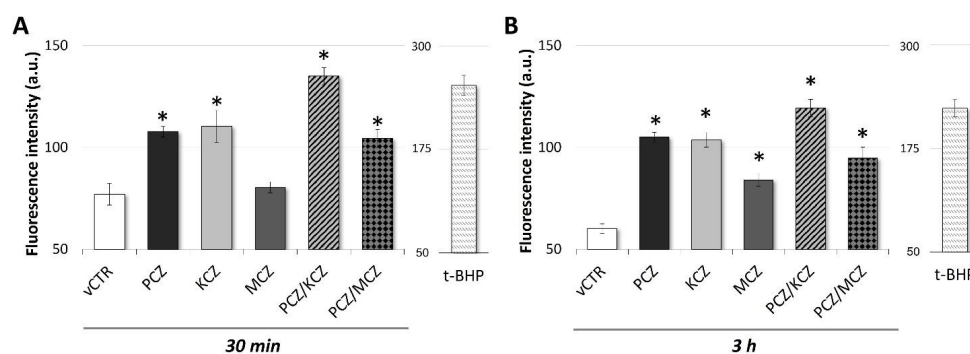 A
Fluorescence intensity (a.u.)
150
100
50
*
*
*
*
vCTR
PCZ
KCZ
MCZ
PCZ/KCZ
PCZ/MCZ
30 min
300
175
50
t-BHP
B
Fluorescence intensity (a.u.)
150
100
50
*
*
*
*
*
vCTR
PCZ
KCZ
MCZ
PCZ/KCZ
PCZ/MCZ
3 h
300
175
50
t-BHP